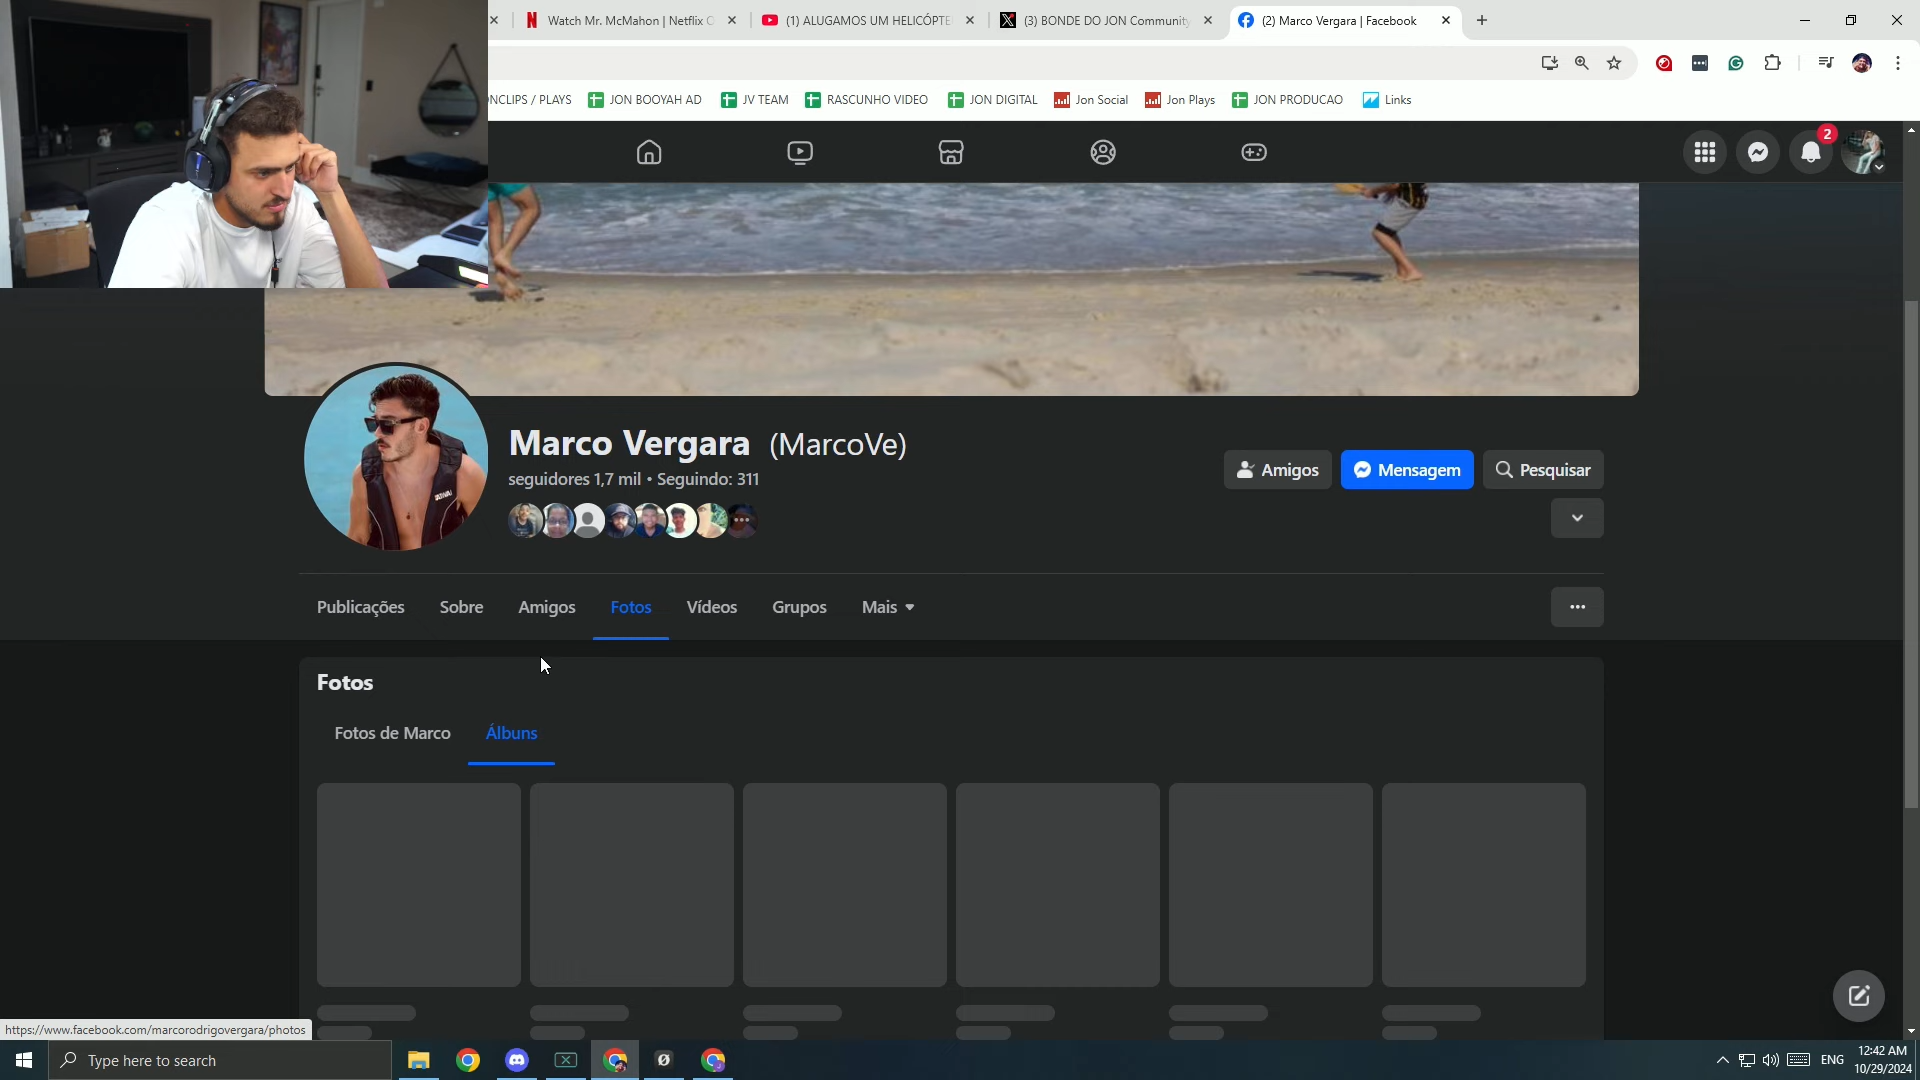 Watch Mr. McMahon | Netflix O
(1) ALUGAMOS UM HELICÓPTE
(3) BONDE DO JON Community
(2) Marco Vergara | Facebook
NCLIPS / PLAYS
JON BOOYAH AD
JV TEAM
RASCUNHO VIDEO
JON DIGITAL
Jon Social
Jon Plays
JON PRODUCAO
Links
2
Marco Vergara (MarcoVe)
seguidores 1,7 mil • Seguindo: 311
Amigos
Mensagem
Pesquisar
Publicações
Sobre
Amigos
Fotos
Vídeos
Grupos
Mais
Fotos
Fotos de Marco
Álbuns
https://www.facebook.com/marcorodrigovergara/photos
Type here to search
ENG
12:42 AM
10/29/2024